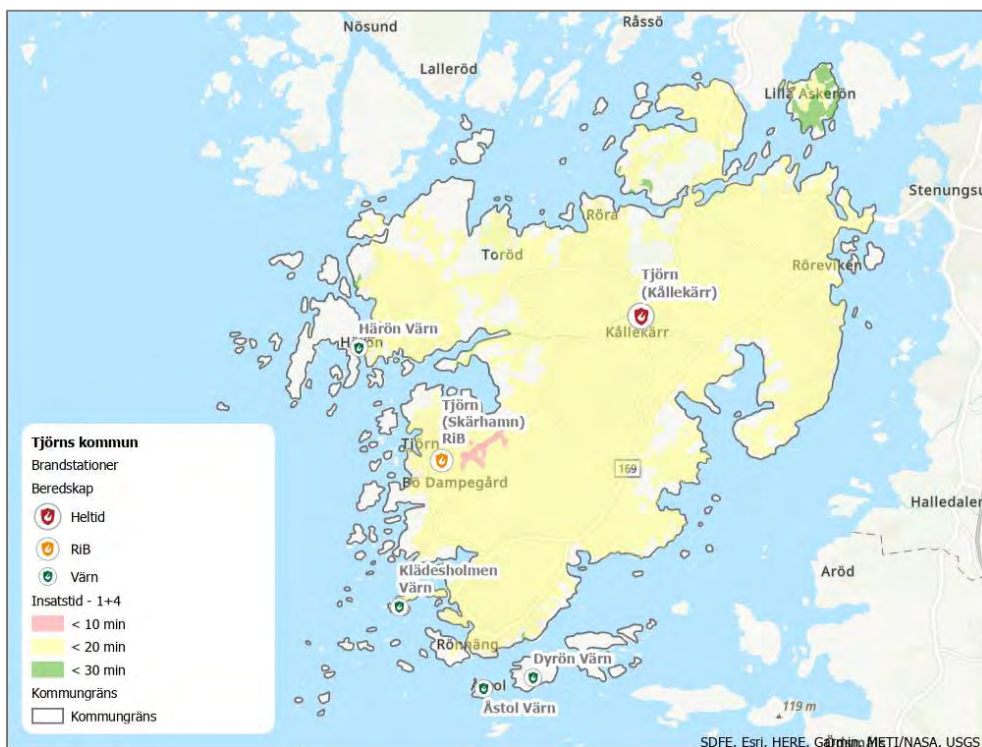 Nösund
Råssö
Lalleröd
Lilla Askerön
Stenungsu
Röra
Toröd
Röreviken
Tjörn
(Kållekärr)
Kållekärr
Härön Värn
Härön
Tjörn
(Skärhamn)
RiB
Tjörn
Bö Dampegård
169
Halledalen
Aröd
Klädesholmen
Värn
Rönnäng
Dyrön Värn
Åstol Värn
119 m
Tjörns kommun
Brandstationer
Beredskap
Heltid
RiB
Värn
Insatstid - 1+4
< 10 min
< 20 min
< 30 min
Kommungräns
Kommungräns
SDFE, Esri, HERE, Garmin, METI/NASA, USGS